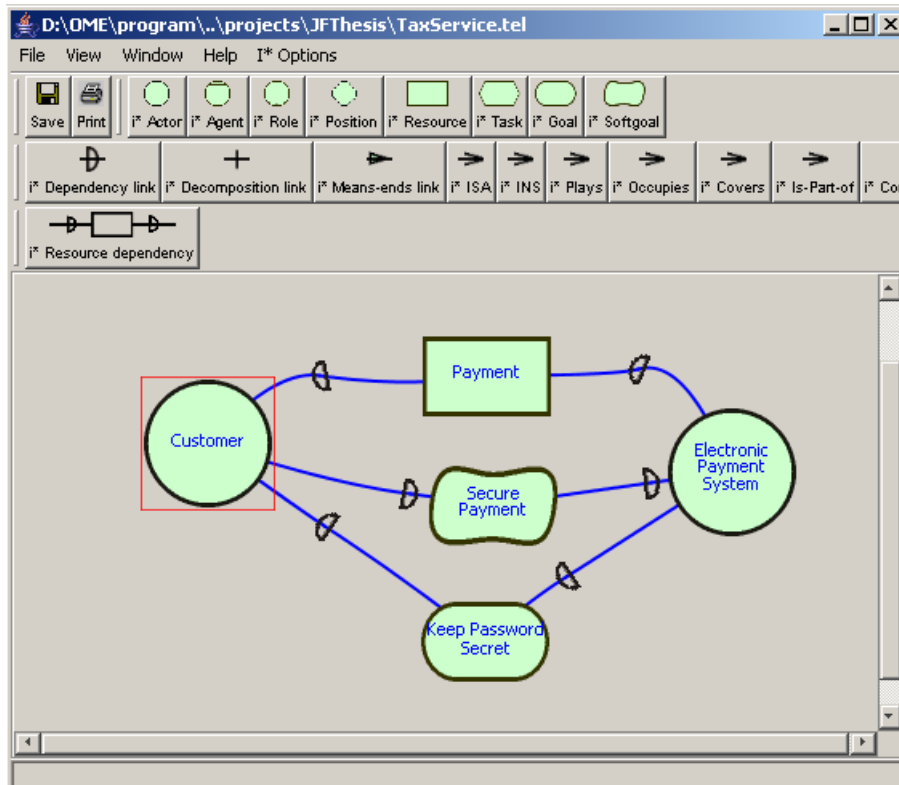 D:\OME\program\..\projects\JFThesis\TaxService.tel
File View Window Help I* Options
Save Print i* Actor i* Agent i* Role i* Position i* Resource i* Task i* Goal i* Softgoal
i* Dependency link i* Decomposition link i* Means-ends link i* ISA i* INS i* Plays i* Occupies i* Covers i* Is-Part-of i* Co
i* Resource dependency
Payment
Customer
Electronic
Payment
System
Secure
Payment
Keep Password
Secret